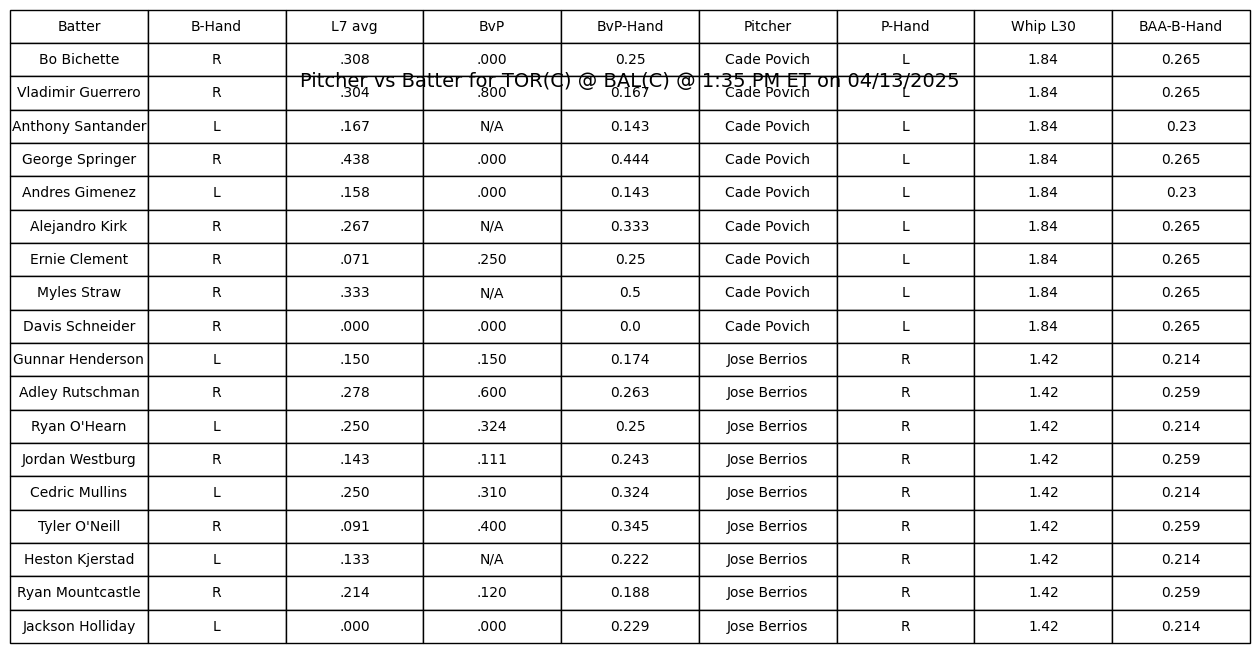 Batter B-Hand L7 avg BvP BvP-Hand Pitcher P-Hand Whip L30 BAA-B-Hand
Bo Bichette R .308 .000 0.25 Cade Povich L 1.84 0.265
Pitcher vs Batter for TOR(C) @ BAL(C) @ 1:35 PM ET on 04/13/2025
Vladimir Guerrero R .304 .800 0.167 Cade Povich L 1.84 0.265
Anthony Santander L .167 N/A 0.143 Cade Povich L 1.84 0.23
George Springer R .438 .000 0.444 Cade Povich L 1.84 0.265
Andres Gimenez L .158 .000 0.143 Cade Povich L 1.84 0.23
Alejandro Kirk R .267 N/A 0.333 Cade Povich L 1.84 0.265
Ernie Clement R .071 .250 0.25 Cade Povich L 1.84 0.265
Myles Straw R .333 N/A 0.5 Cade Povich L 1.84 0.265
Davis Schneider R .000 .000 0.0 Cade Povich L 1.84 0.265
Gunnar Henderson L .150 .150 0.174 Jose Berrios R 1.42 0.214
Adley Rutschman R .278 .600 0.263 Jose Berrios R 1.42 0.259
Ryan O'Hearn L .250 .324 0.25 Jose Berrios R 1.42 0.214
Jordan Westburg R .143 .111 0.243 Jose Berrios R 1.42 0.259
Cedric Mullins L .250 .310 0.324 Jose Berrios R 1.42 0.214
Tyler O'Neill R .091 .400 0.345 Jose Berrios R 1.42 0.259
Heston Kjerstad L .133 N/A 0.222 Jose Berrios R 1.42 0.214
Ryan Mountcastle R .214 .120 0.188 Jose Berrios R 1.42 0.259
Jackson Holliday L .000 .000 0.229 Jose Berrios R 1.42 0.214